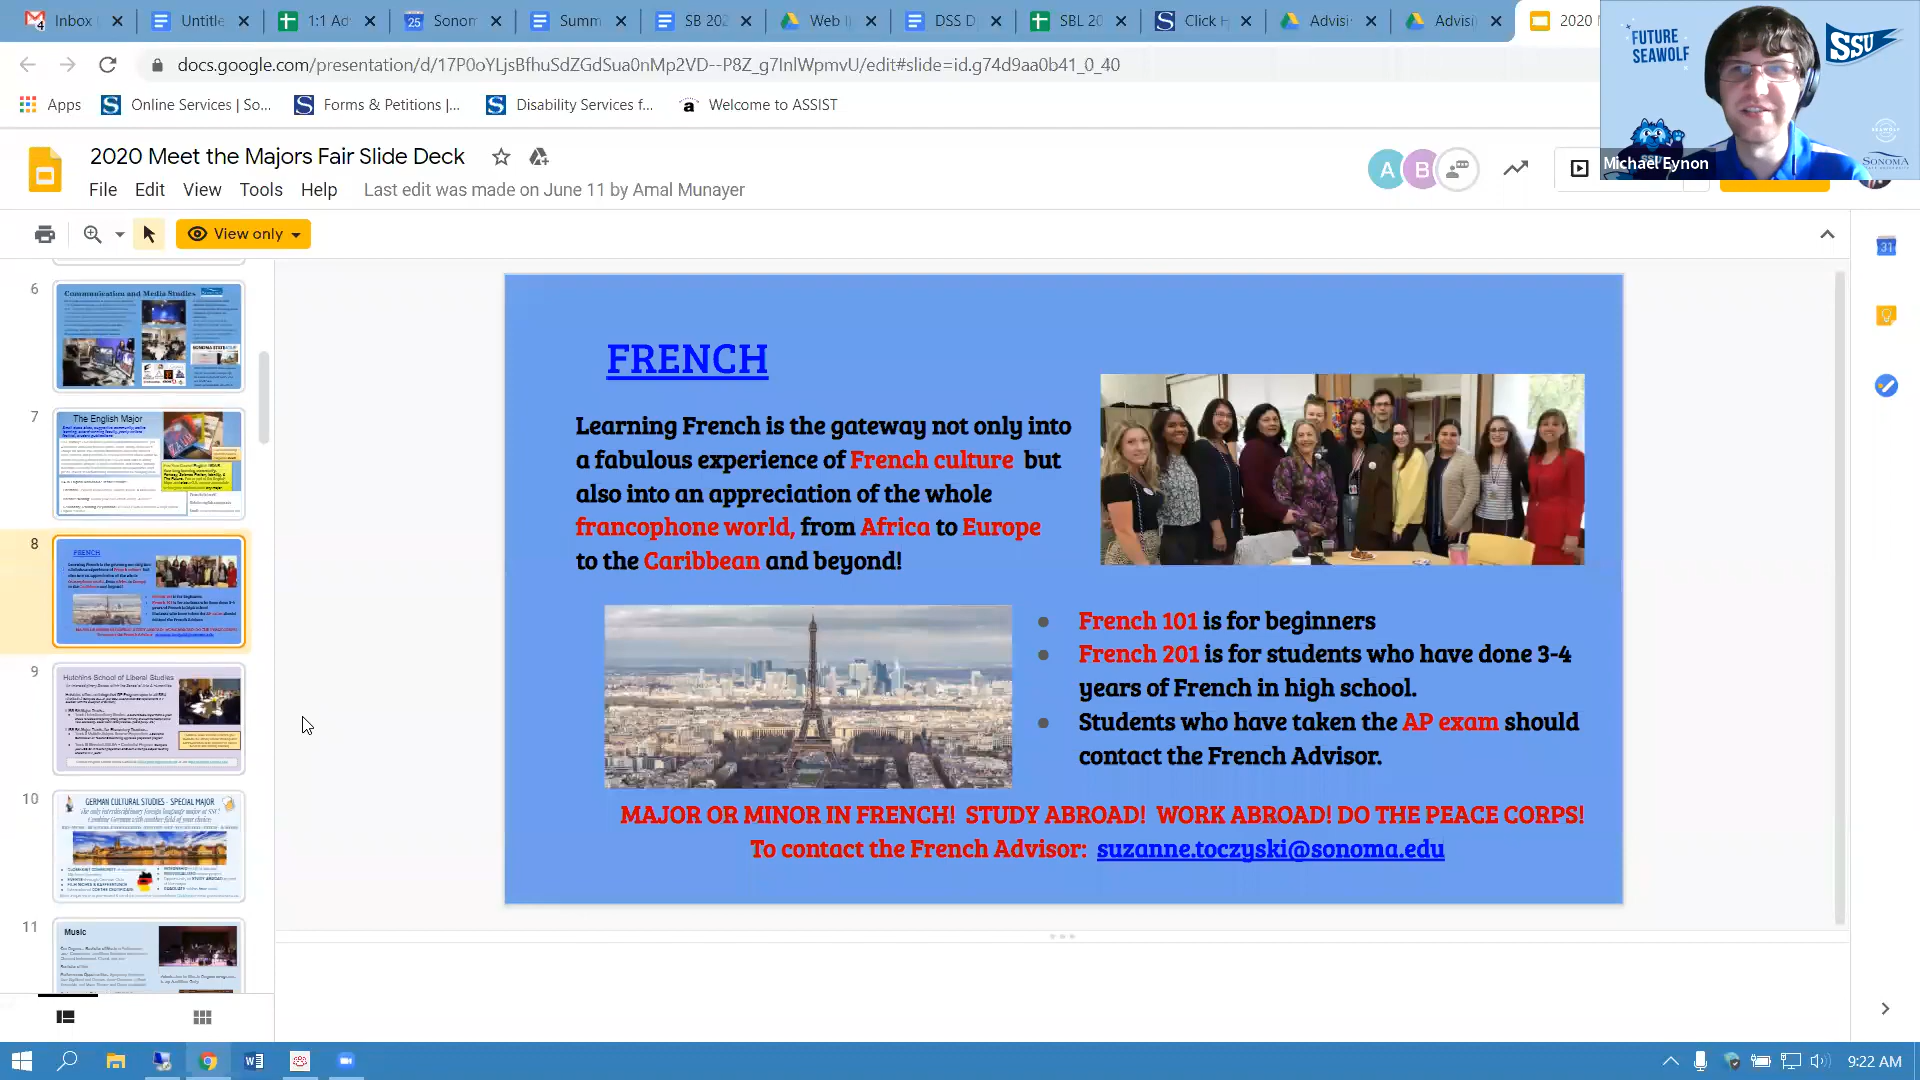 Inbox
Untitle
1:1 Ad
Sonom
Summ
SB 202
Web l
DSS D
SBL 20
Click H
Advisi
Advisi
2020 M
docs.google.com/presentation/d/17P0oYLjsBfhuSdZGdSua0nMp2VD--P8Z_g7InlWpmvU/edit#slide=id.g74d9aa0b41_0_40
Apps
Online Services | So...
Forms & Petitions |...
Disability Services f...
Welcome to ASSIST
FUTURE
SEAWOLF
SSU
SSU
SONOMA
Michael Eynon
2020 Meet the Majors Fair Slide Deck
File Edit View Tools Help Last edit was made on June 11 by Amal Munayer
A B
View only
31
6
Communication and Media Studies
7
The English Major
8
FRENCH
9
Hutchins School of Liberal Studies
10
GERMAN CULTURAL STUDIES - SPECIAL MAJOR
11
Music
FRENCH
Learning French is the gateway not only into
a fabulous experience of French culture but
also into an appreciation of the whole
francophone world, from Africa to Europe
to the Caribbean and beyond!
French 101 is for beginners
French 201 is for students who have done 3-4
years of French in high school.
Students who have taken the AP exam should
contact the French Advisor.
MAJOR OR MINOR IN FRENCH! STUDY ABROAD! WORK ABROAD! DO THE PEACE CORPS!
To contact the French Advisor: suzanne.toczyski@sonoma.edu
9:22 AM